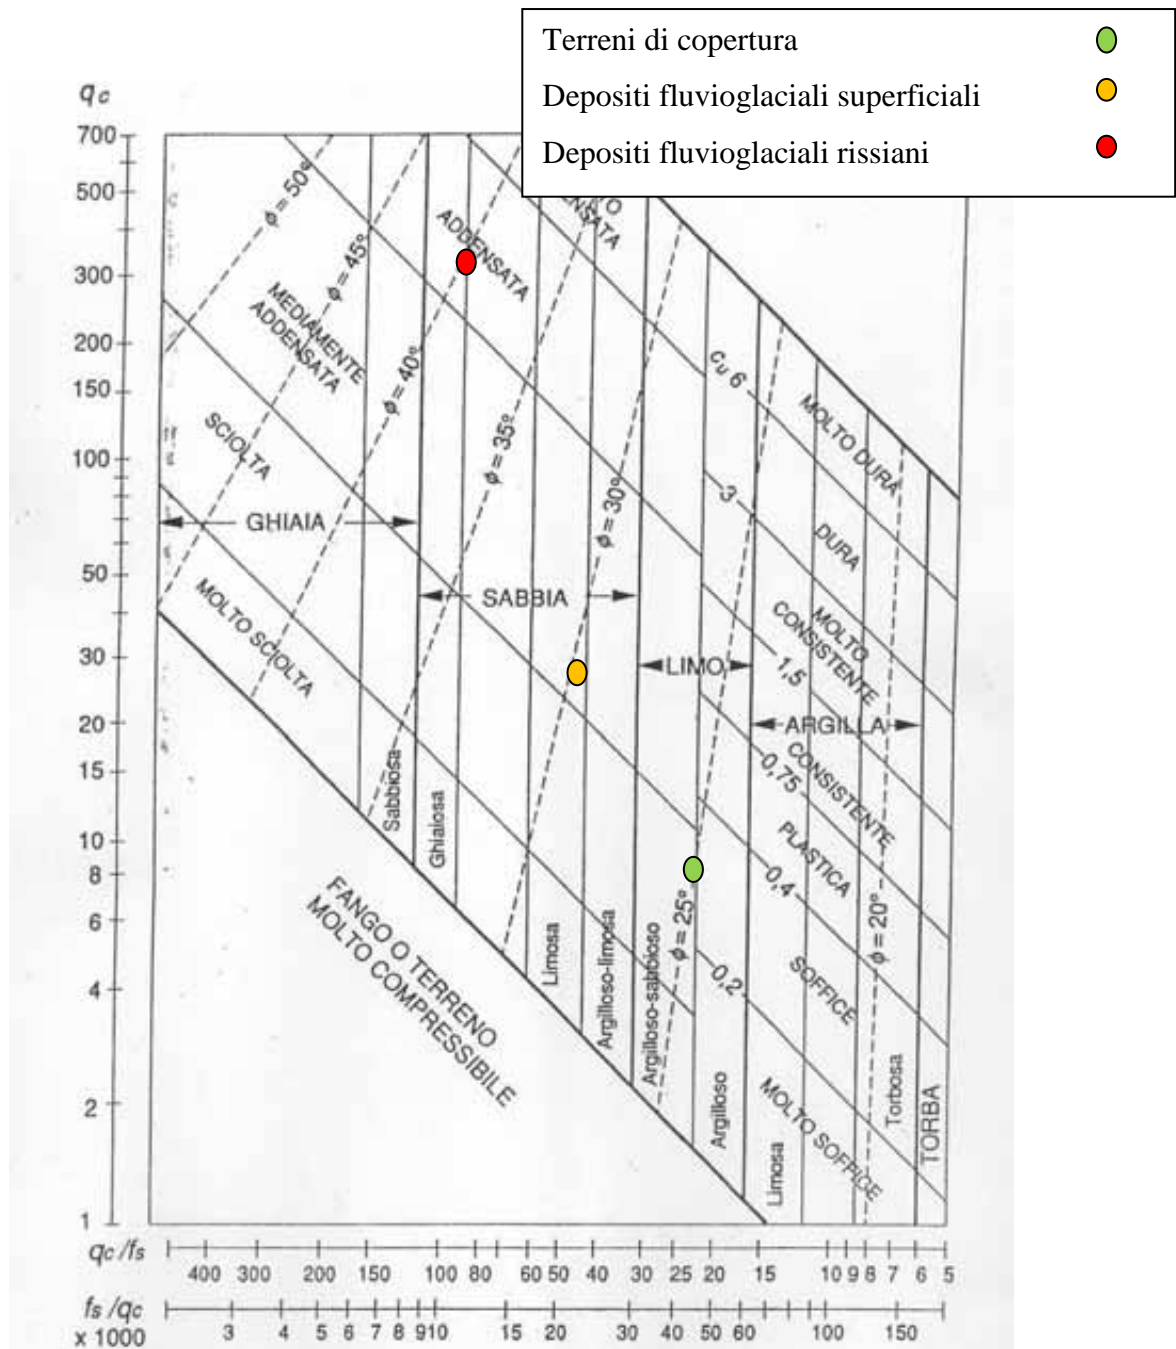 Terreni di copertura
Depositi fluvioglaciali superficiali
Depositi fluvioglaciali rissiani
qc
700
500
300
200
150
100
50
30
20
15
10
8
6
4
2
1
ϕ = 50°
ϕ = 45°
ϕ = 40°
ϕ = 35°
ϕ = 30°
ϕ = 25°
ϕ = 20°
ADDENSATA
MEDIAMENTE
ADDENSATA
SCIOLTA
MOLTO SCIOLTA
GHIAIA
SABBIA
LIMO
ARGILLA
cu 6
3
1,5
0,75
0,4
0,2
MOLTO DURA
DURA
MOLTO
CONSISTENTE
CONSISTENTE
PLASTICA
SOFFICE
MOLTO SOFFICE
Sabbiosa
Ghiaiosa
Limosa
Argilloso-limosa
Argilloso-sabbioso
Argilloso
Limosa
Torbosa
TORBA
FANGO O TERRENO
MOLTO COMPRESSIBILE
qc /fs
400 300 200 150 100 80 60 50 40 30 25 20 15 10 9 8 7 6 5
fs /qc
x 1000
3 4 5 6 7 8 9 10 15 20 30 40 50 60 100 150